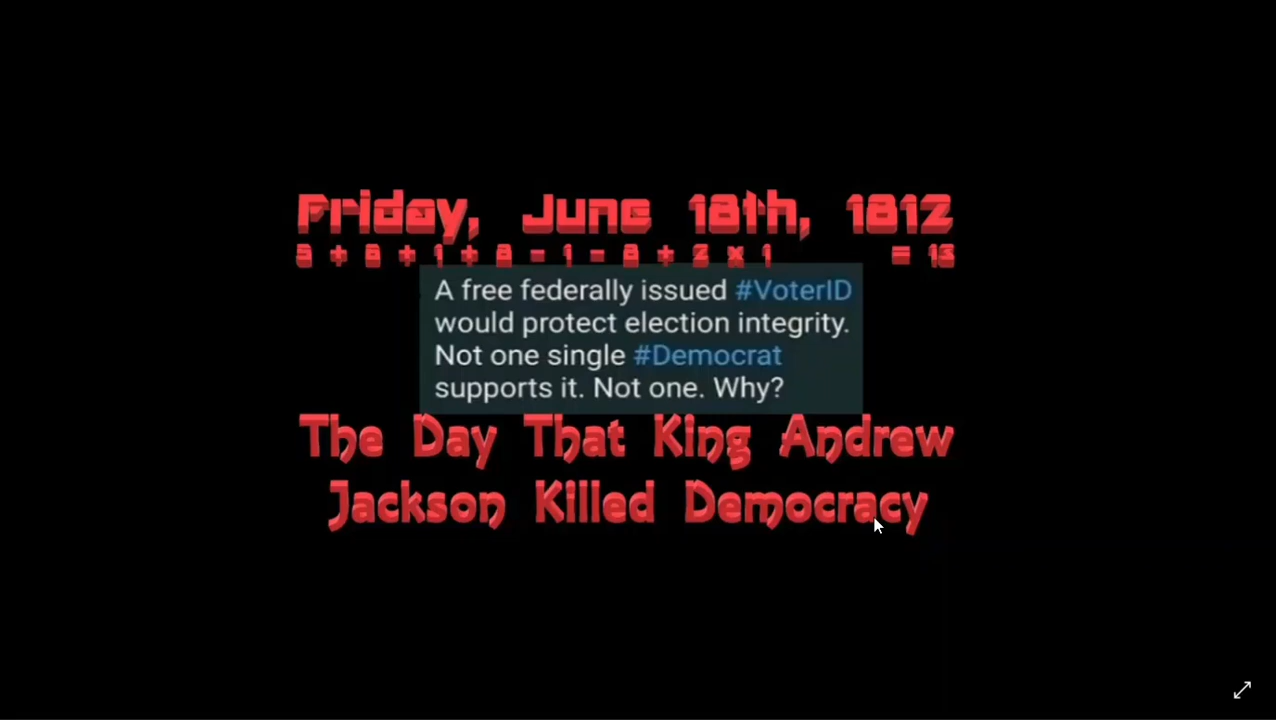 Friday, June 18th, 1812
= 13
A free federally issued #VoterID
would protect election integrity.
Not one single #Democrat
supports it. Not one. Why?
The Day That King Andrew
Jackson Killed Democracy